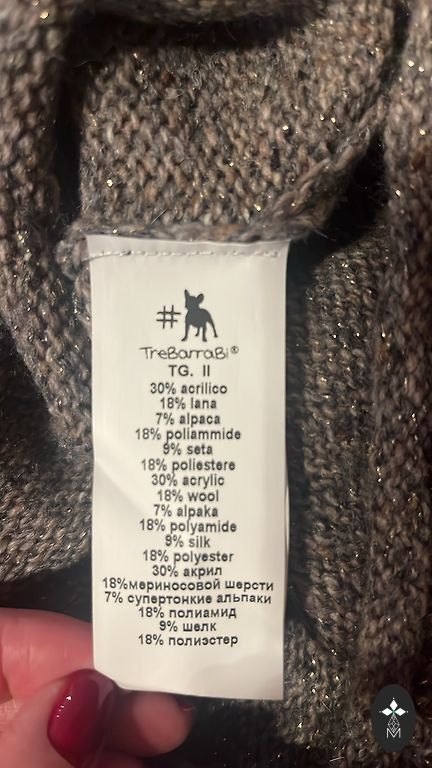 #
TreBarraBi®
TG. II
30% acrilico
18% lana
7% alpaca
18% poliammide
9% seta
18% poliestere
30% acrylic
18% wool
7% alpaka
18% polyamide
9% silk
18% polyester
30% акрил
18%мериносовой шерсти
7% супертонкие альпаки
18% полиамид
9% шелк
18% полиэстер
M